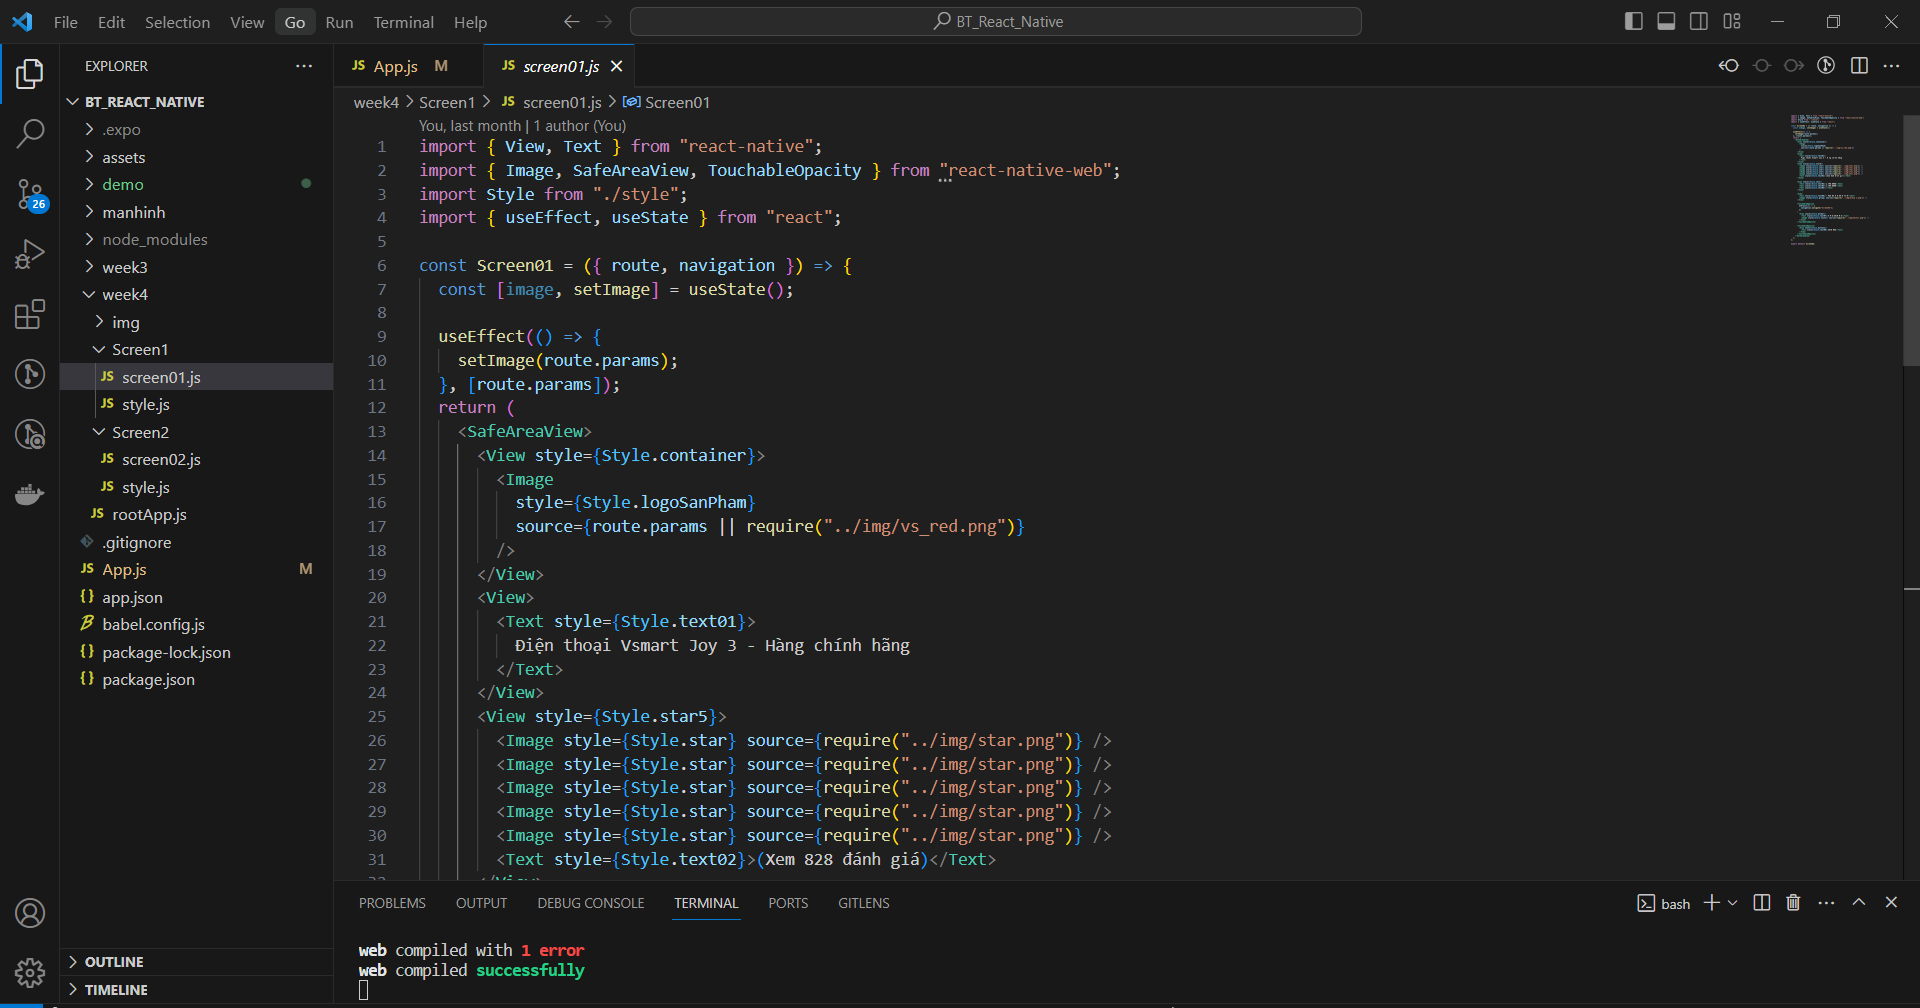 File Edit Selection View Go Run Terminal Help
BT_React_Native
EXPLORER
BT_REACT_NATIVE
.expo
assets
demo
manhinh
node_modules
week3
week4
img
Screen1
JS screen01.js
JS style.js
Screen2
JS screen02.js
JS style.js
JS rootApp.js
.gitignore
JS App.js M
{} app.json
babel.config.js
{} package-lock.json
{} package.json
OUTLINE
TIMELINE
26
JS App.js M
JS screen01.js
week4 > Screen1 > JS screen01.js > Screen01
You, last month | 1 author (You)
1 import { View, Text } from "react-native";
2 import { Image, SafeAreaView, TouchableOpacity } from "react-native-web";
3 import Style from "./style";
4 import { useEffect, useState } from "react";
5
6 const Screen01 = ({ route, navigation }) => {
7 const [image, setImage] = useState();
8
9 useEffect(() => {
10 setImage(route.params);
11 }, [route.params]);
12 return (
13 <SafeAreaView>
14 <View style={Style.container}>
15 <Image
16 style={Style.logoSanPham}
17 source={route.params || require("../img/vs_red.png")}
18 />
19 </View>
20 <View>
21 <Text style={Style.text01}>
22 Điện thoại Vsmart Joy 3 - Hàng chính hãng
23 </Text>
24 </View>
25 <View style={Style.star5}>
26 <Image style={Style.star} source={require("../img/star.png")} />
27 <Image style={Style.star} source={require("../img/star.png")} />
28 <Image style={Style.star} source={require("../img/star.png")} />
29 <Image style={Style.star} source={require("../img/star.png")} />
30 <Image style={Style.star} source={require("../img/star.png")} />
31 <Text style={Style.text02}>(Xem 828 đánh giá)</Text>
PROBLEMS OUTPUT DEBUG CONSOLE TERMINAL PORTS GITLENS
bash
web compiled with 1 error
web compiled successfully